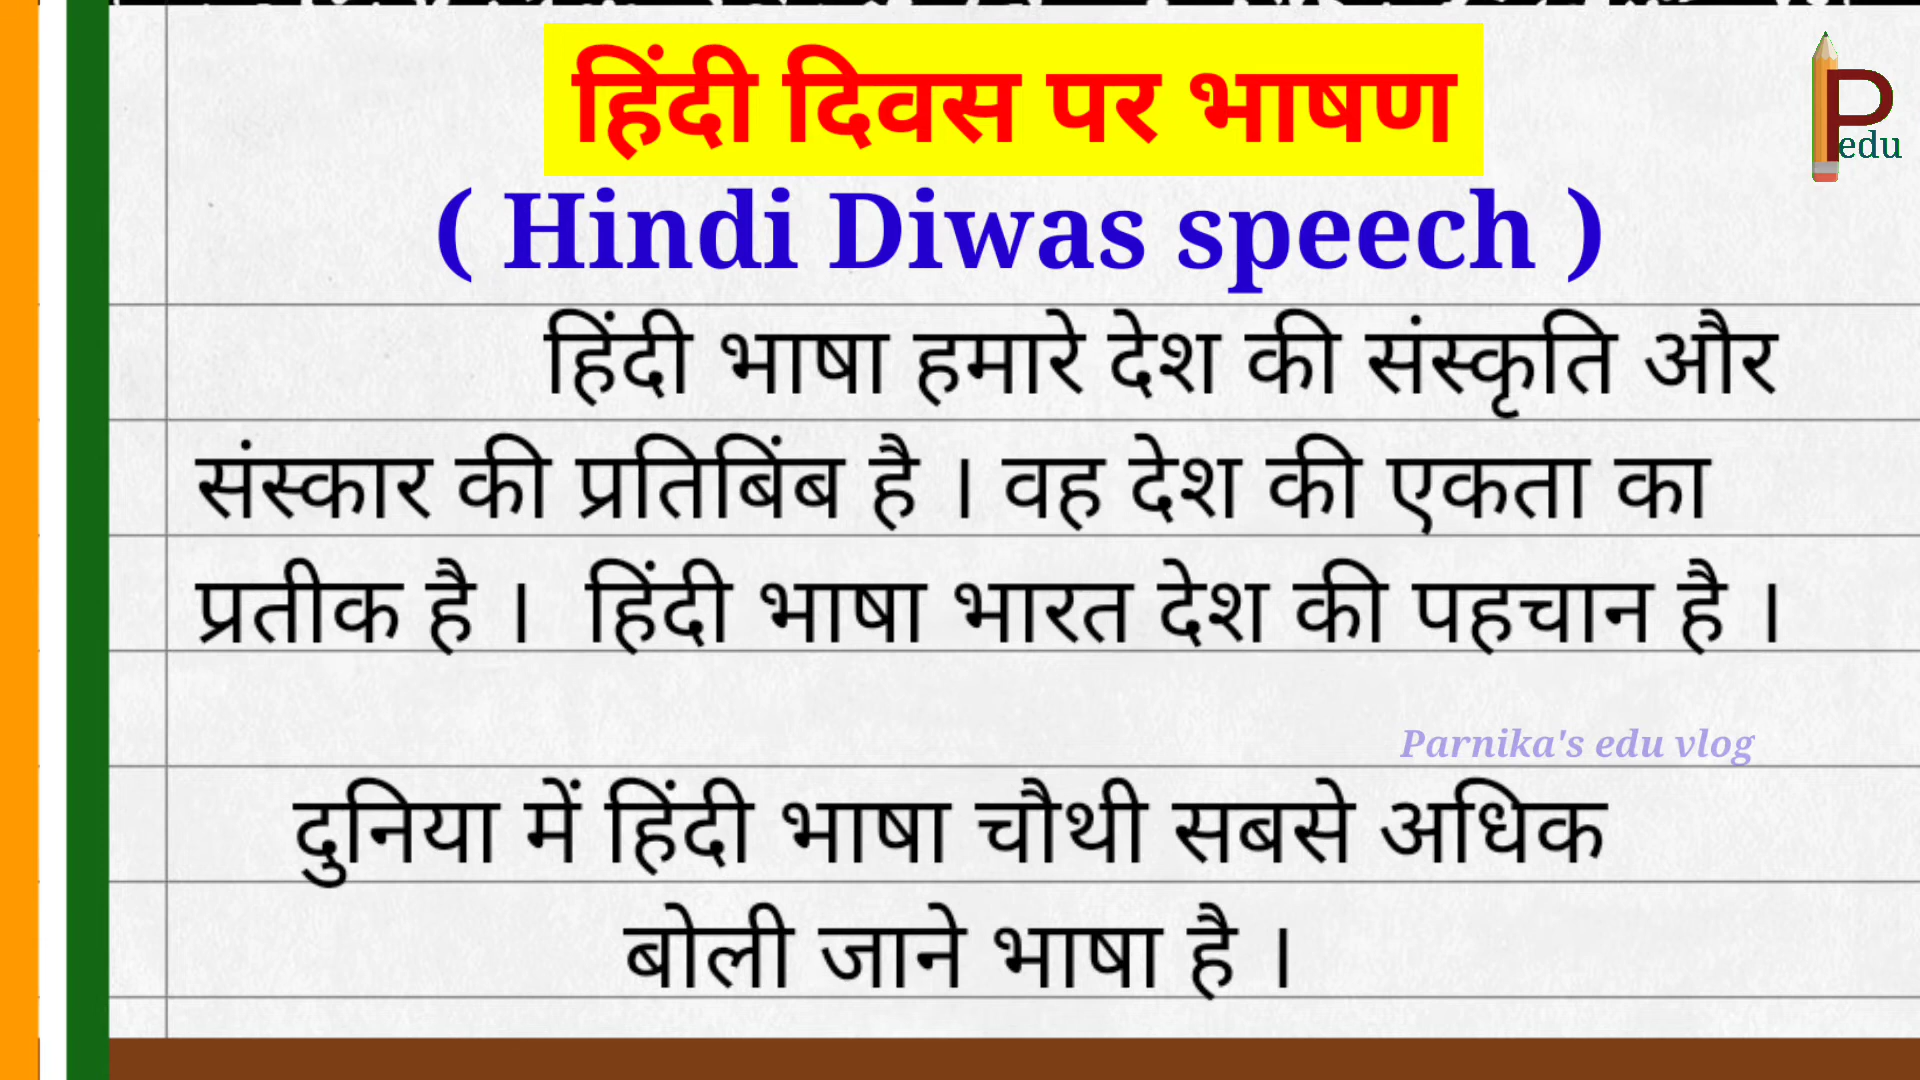 हिंदी दिवस पर भाषण
P
edu
( Hindi Diwas speech )
हिंदी भाषा हमारे देश की संस्कृति और
संस्कार की प्रतिबिंब है । वह देश की एकता का
प्रतीक है ।  हिंदी भाषा भारत देश की पहचान है ।
Parnika's edu vlog
दुनिया में हिंदी भाषा चौथी सबसे अधिक
बोली जाने भाषा है ।